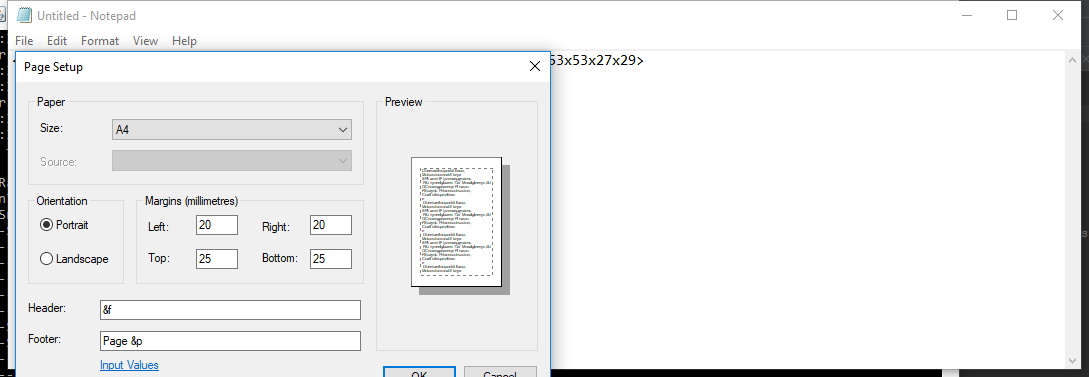 Untitled - Notepad
File Edit Format View Help
53x53x27x29>
Page Setup
Paper
Size: A4
Source:
Orientation
Portrait
Landscape
Margins (millimetres)
Left: 20 Right: 20
Top: 25 Bottom: 25
Preview
Header: &f
Footer: Page &p
Input Values
OK Cancel